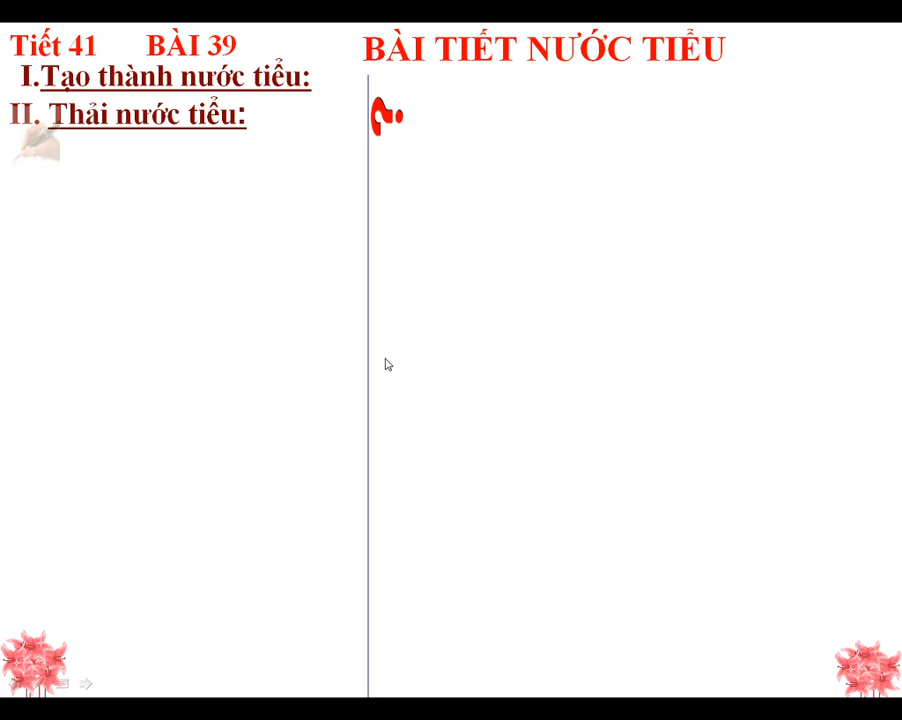 Tiết 41 BÀI 39 BÀI TIẾT NƯỚC TIỂU
I.Tạo thành nước tiểu:
II. Thải nước tiểu:
?